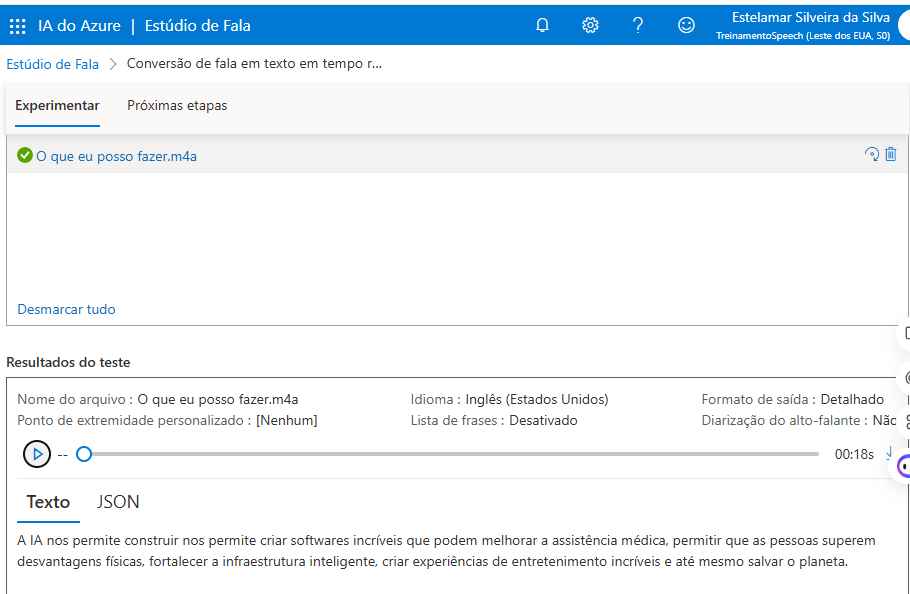 IA do Azure | Estúdio de Fala
Estelamar Silveira da Silva
TreinamentoSpeech (Leste dos EUA, S0)
Estúdio de Fala > Conversão de fala em texto em tempo r...
Experimentar Próximas etapas
O que eu posso fazer.m4a
Desmarcar tudo
Resultados do teste
Nome do arquivo : O que eu posso fazer.m4a Idioma : Inglês (Estados Unidos) Formato de saída : Detalhado
Ponto de extremidade personalizado : [Nenhum] Lista de frases : Desativado Diarização do alto-falante : Não
-- 00:18s
Texto JSON
A IA nos permite construir nos permite criar softwares incríveis que podem melhorar a assistência médica, permitir que as pessoas superem
desvantagens físicas, fortalecer a infraestrutura inteligente, criar experiências de entretenimento incríveis e até mesmo salvar o planeta.